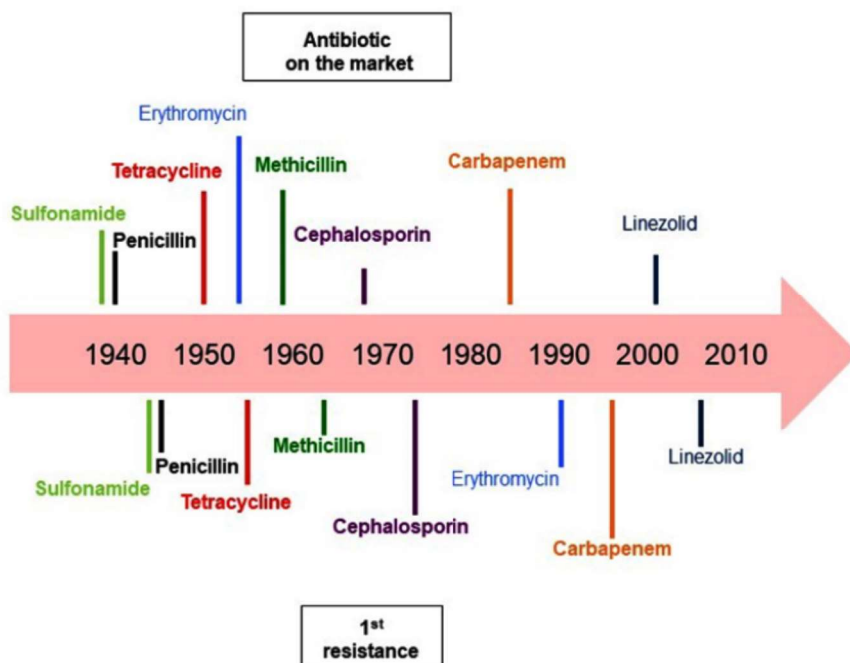 Antibiotic
on the market
Erythromycin
Tetracycline
Methicillin
Carbapenem
Sulfonamide
Penicillin
Cephalosporin
Linezolid
1940 1950 1960 1970 1980 1990 2000 2010
Penicillin
Methicillin
Linezolid
Sulfonamide
Tetracycline
Erythromycin
Cephalosporin
Carbapenem
1st
resistance